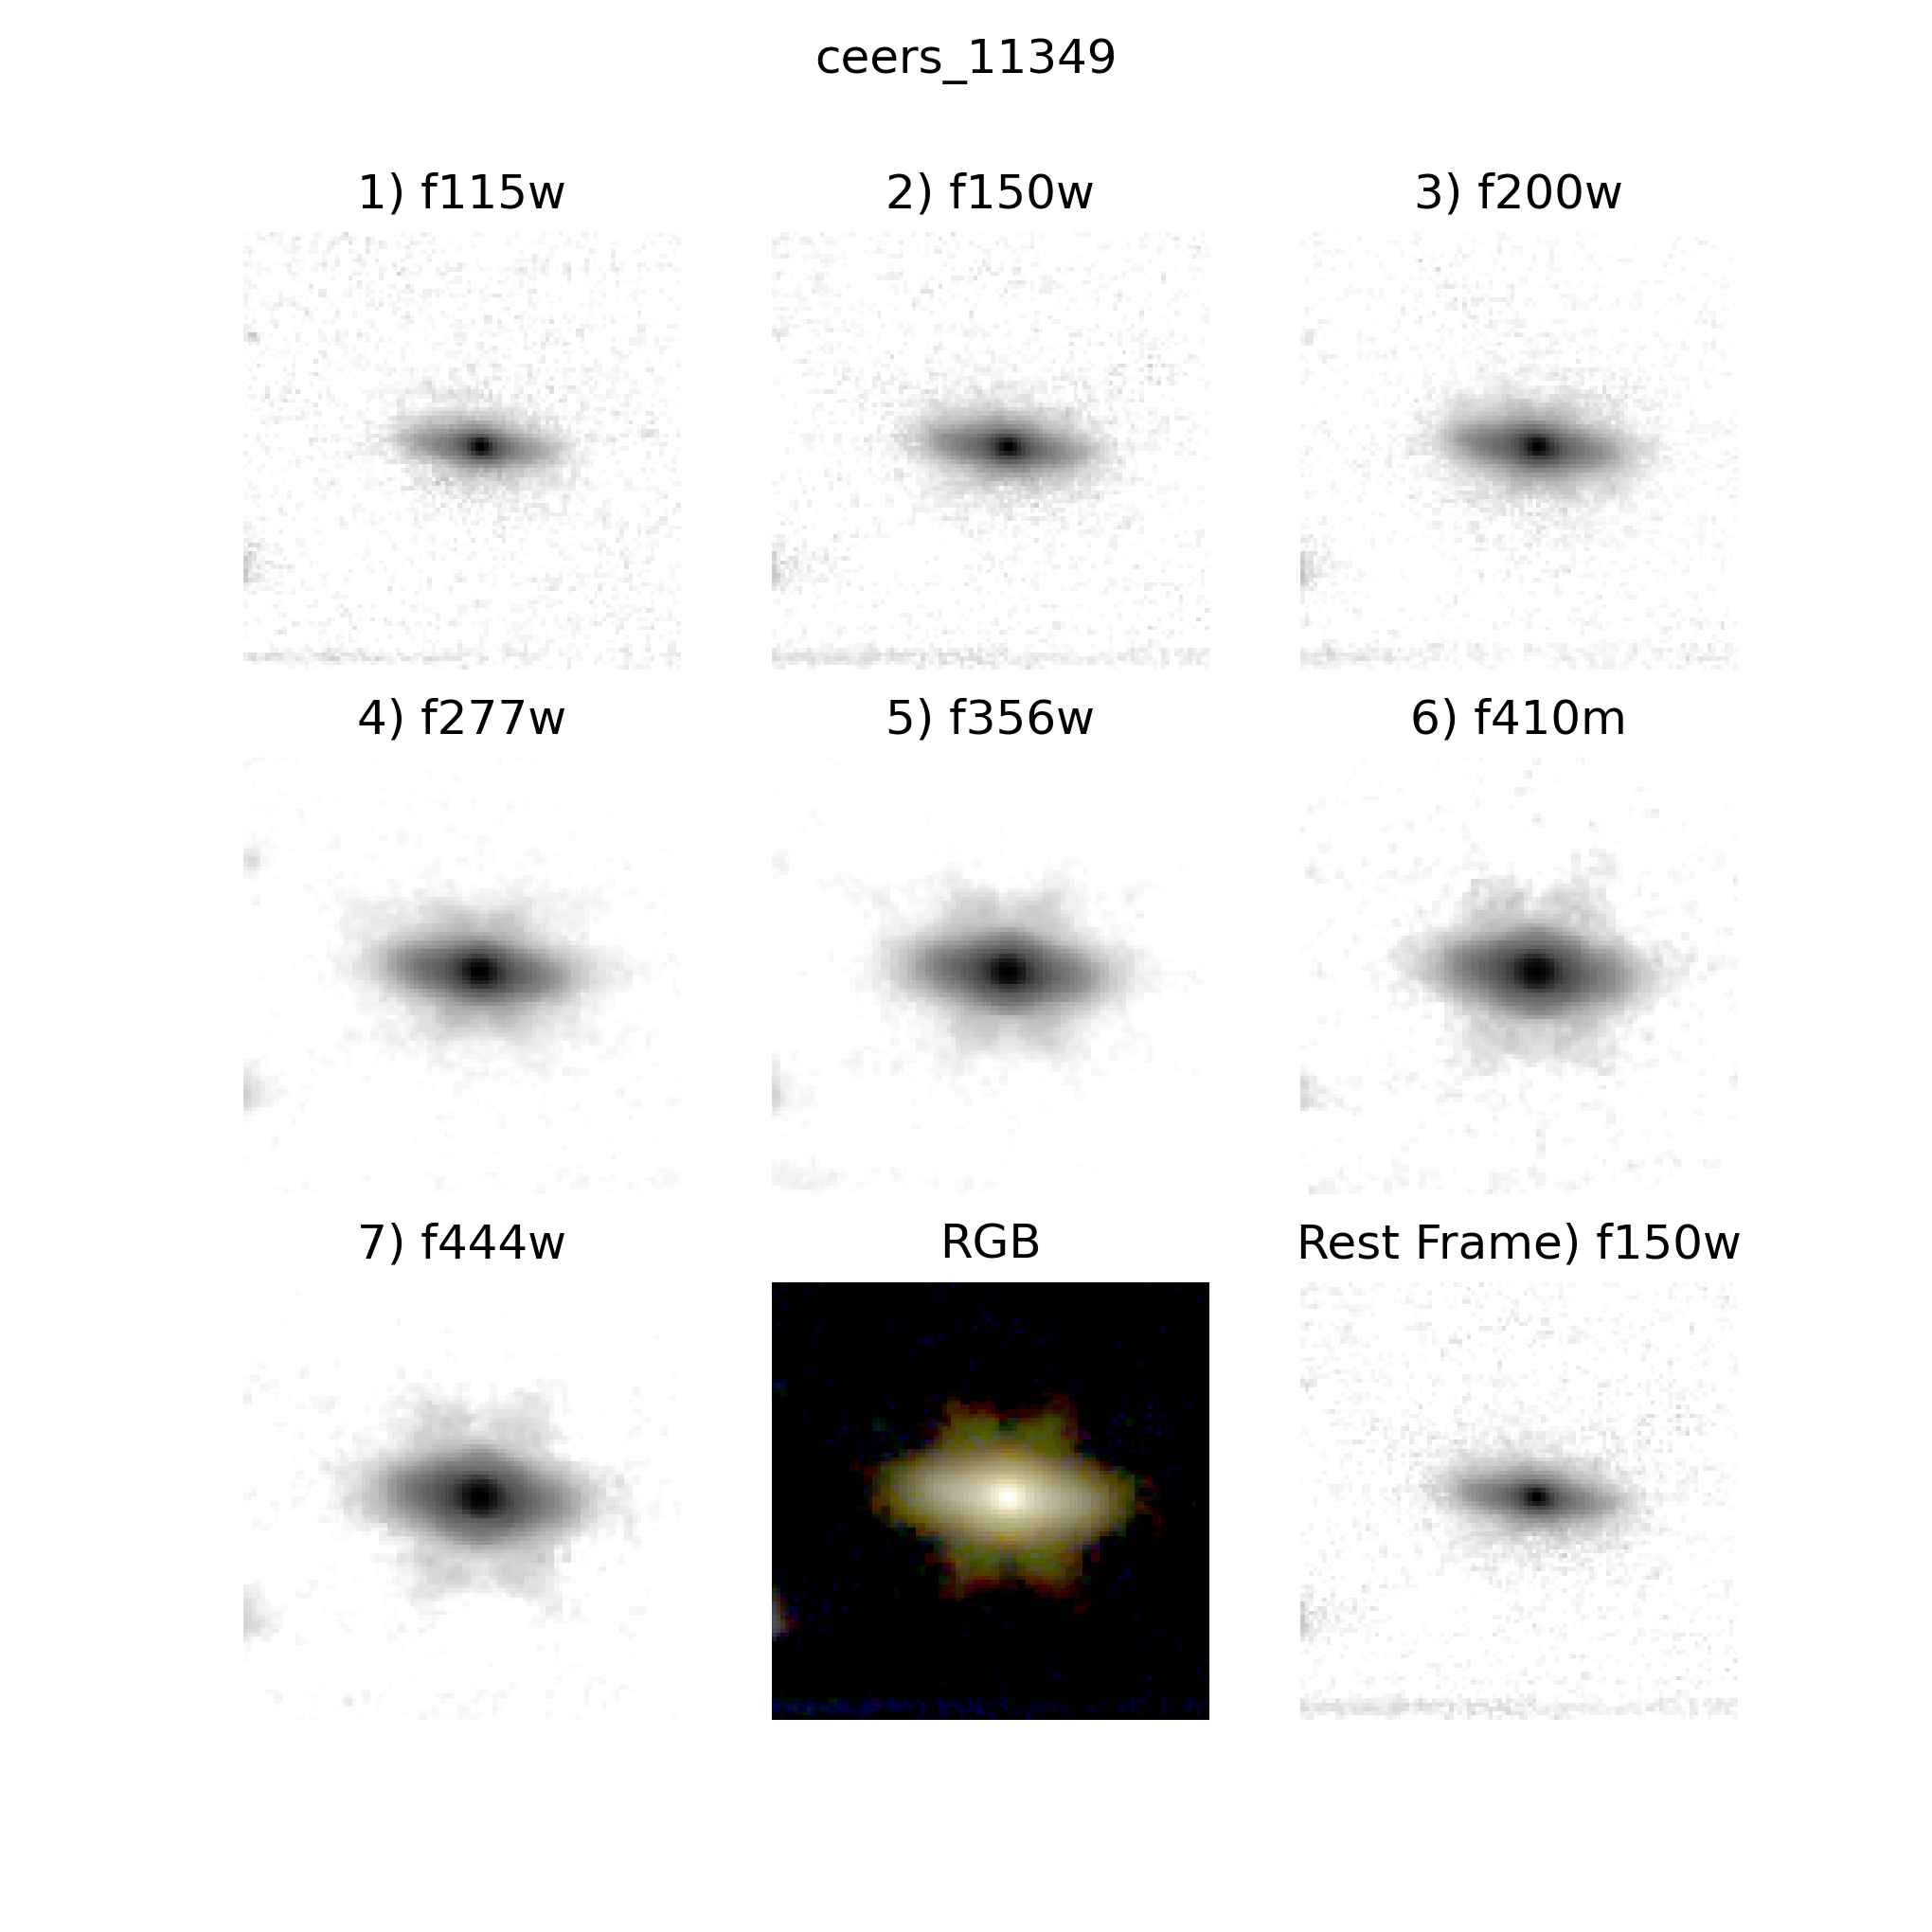 ceers_11349
1) f115w
2) f150w
3) f200w
4) f277w
5) f356w
6) f410m
7) f444w
RGB
Rest Frame) f150w